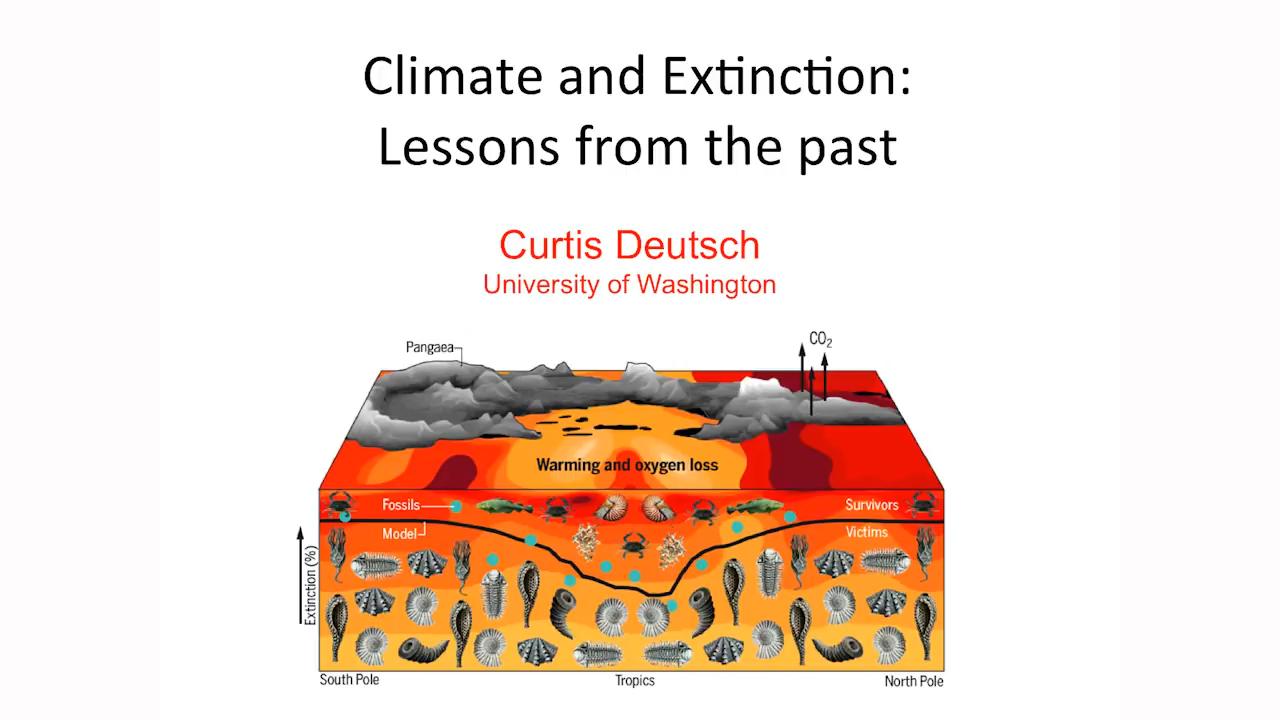 Climate and Extinction:
Lessons from the past
Curtis Deutsch
University of Washington
Pangaea
CO₂
Warming and oxygen loss
Fossils
Survivors
Model
Victims
Extinction (%)
South Pole
Tropics
North Pole